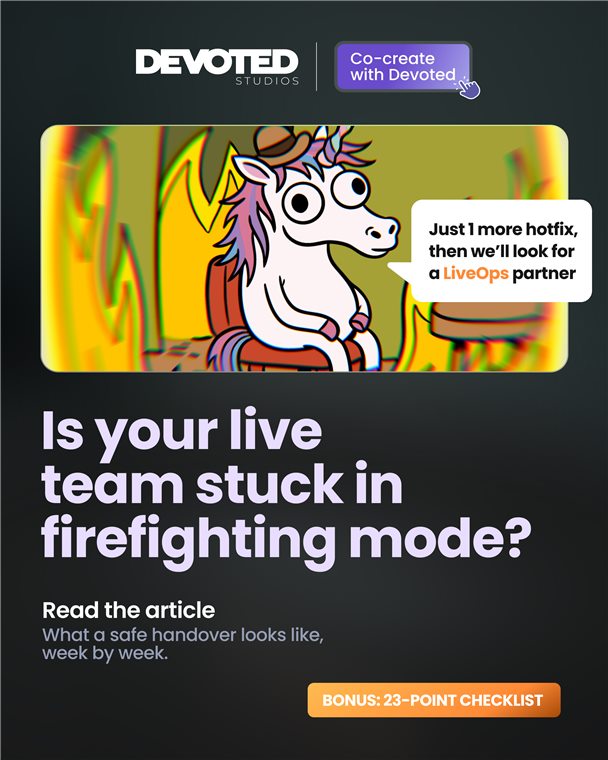 DEVOTED
STUDIOS
Co-create
with Devoted
Just 1 more hotfix,
then we’ll look for
a LiveOps partner
Is your live
team stuck in
firefighting mode?
Read the article
What a safe handover looks like,
week by week.
BONUS: 23-POINT CHECKLIST